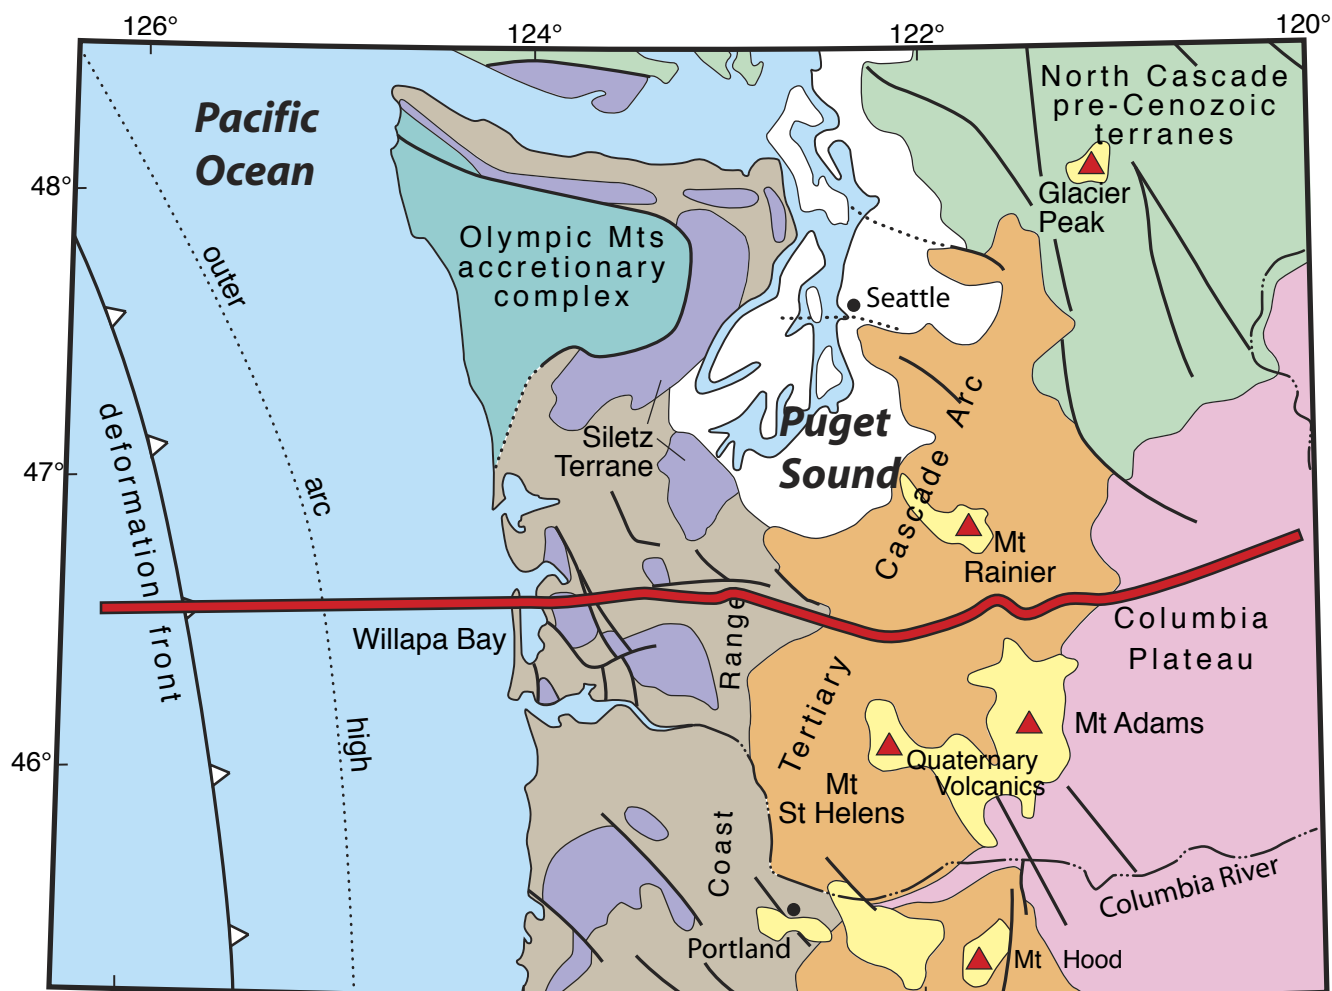 126°
124°
122°
120°
48°
47°
46°
Pacific
Ocean
North Cascade
pre-Cenozoic
terranes
Glacier
Peak
Olympic Mts
accretionary
complex
outer
arc
high
deformation front
Seattle
Puget
Sound
Siletz
Terrane
Cascade Arc
Mt
Rainier
Willapa Bay
Coast Range
Tertiary
Columbia
Plateau
Mt Adams
Quaternary
Volcanics
Mt
St Helens
Columbia River
Portland
Mt Hood